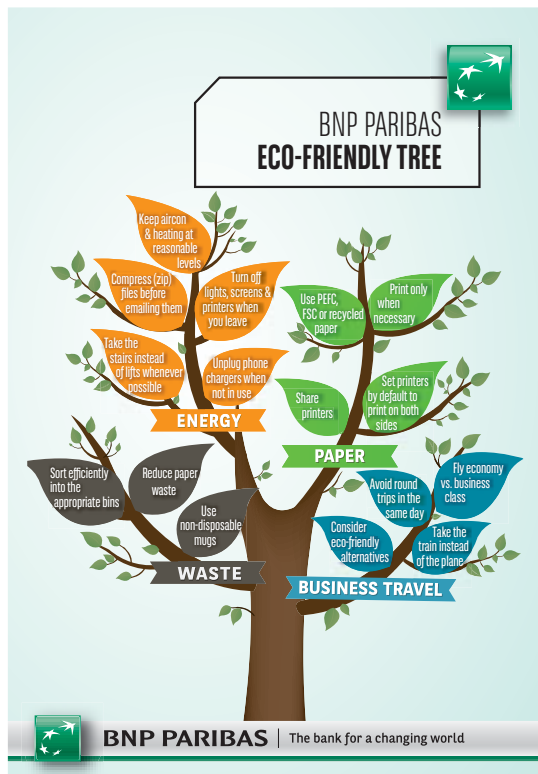 BNP PARIBAS
ECO-FRIENDLY TREE
Keep aircon
& heating at
reasonable
levels
Compress (zip)
files before
emailing them
Turn off
lights, screens &
printers when
you leave
Take the
stairs instead
of lifts whenever
possible
Unplug phone
chargers when
not in use
ENERGY
Use PEFC,
FSC or recycled
paper
Print only
when
necessary
Share
printers
Set printers
by default to
print on both
sides
PAPER
Sort efficiently
into the
appropriate bins
Reduce paper
waste
Use
non-disposable
mugs
WASTE
Avoid round
trips in the
same day
Fly economy
vs. business
class
Consider
eco-friendly
alternatives
Take the
train instead
of the plane
BUSINESS TRAVEL
BNP PARIBAS | The bank for a changing world